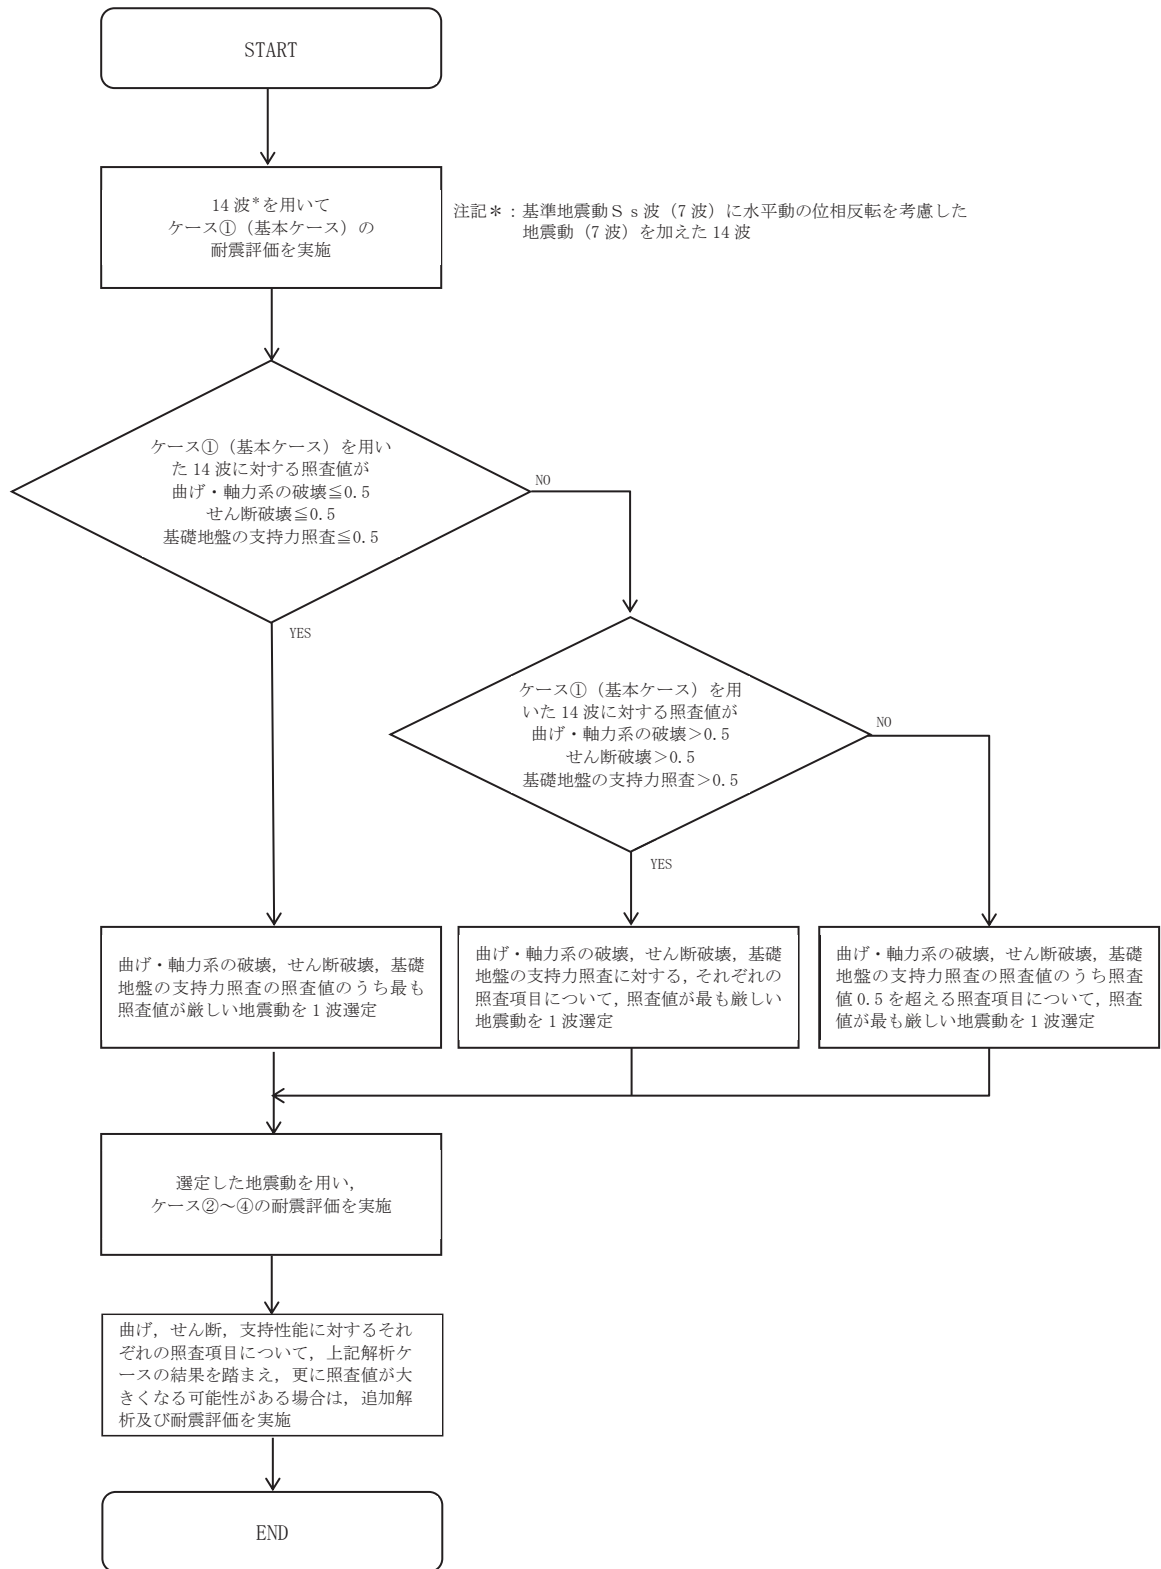 START
14 波*を用いて
ケース①（基本ケース）の
耐震評価を実施
注記＊：基準地震動Ｓｓ波（7 波）に水平動の位相反転を考慮した
地震動（7 波）を加えた 14 波
ケース①（基本ケース）を用い
た 14 波に対する照査値が
曲げ・軸力系の破壊≦0.5
せん断破壊≦0.5
基礎地盤の支持力照査≦0.5
NO
YES
ケース①（基本ケース）を用
いた 14 波に対する照査値が
曲げ・軸力系の破壊＞0.5
せん断破壊＞0.5
基礎地盤の支持力照査＞0.5
NO
YES
曲げ・軸力系の破壊，せん断破壊，基礎
地盤の支持力照査の照査値のうち最も
照査値が厳しい地震動を 1 波選定
曲げ・軸力系の破壊，せん断破壊，基礎
地盤の支持力照査に対する，それぞれの
照査項目について，照査値が最も厳しい
地震動を 1 波選定
曲げ・軸力系の破壊，せん断破壊，基礎
地盤の支持力照査の照査値のうち照査
値 0.5 を超える照査項目について，照査
値が最も厳しい地震動を 1 波選定
選定した地震動を用い，
ケース②～④の耐震評価を実施
曲げ，せん断，支持性能に対するそれ
ぞれの照査項目について，上記解析ケ
ースの結果を踏まえ，更に照査値が大
きくなる可能性がある場合は，追加解
析及び耐震評価を実施
END